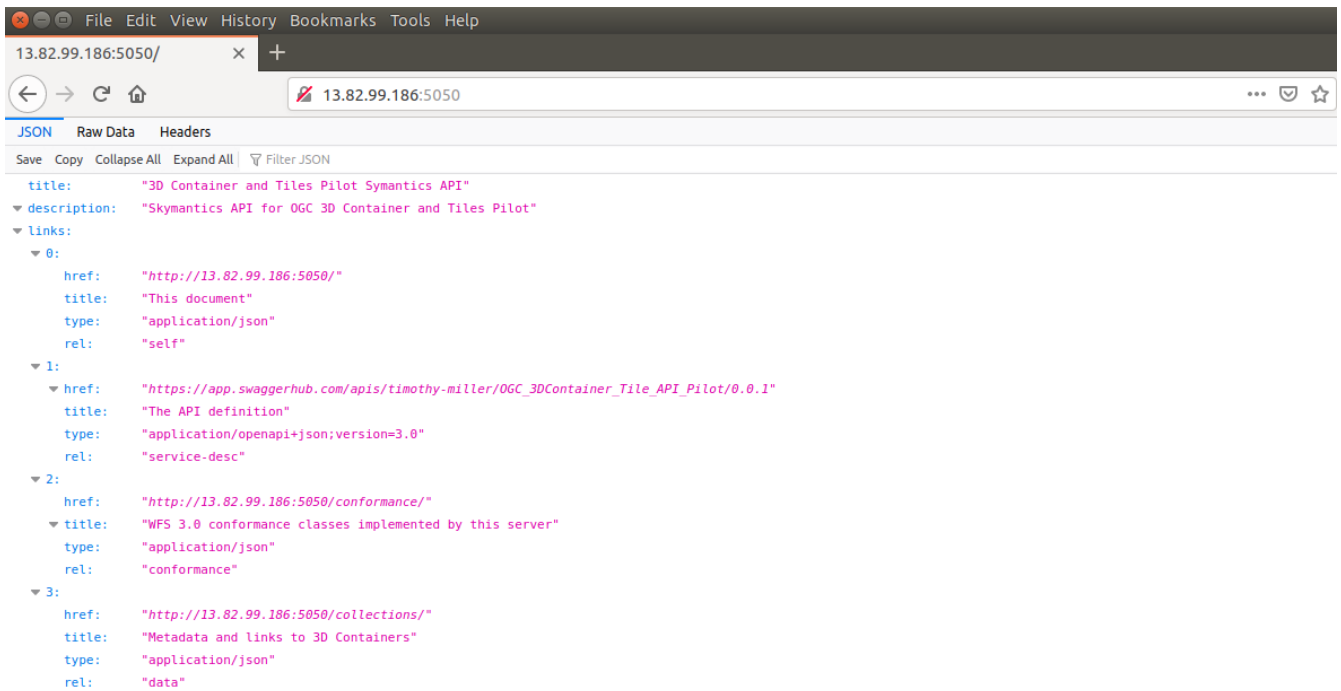 File Edit View History Bookmarks Tools Help
13.82.99.186:5050/
13.82.99.186:5050
JSON Raw Data Headers
Save Copy Collapse All Expand All Filter JSON
title: "3D Container and Tiles Pilot Symantics API"
description: "Skymantics API for OGC 3D Container and Tiles Pilot"
links:
0:
href: "http://13.82.99.186:5050/"
title: "This document"
type: "application/json"
rel: "self"
1:
href: "https://app.swaggerhub.com/apis/timothy-miller/OGC_3DContainer_Tile_API_Pilot/0.0.1"
title: "The API definition"
type: "application/openapi+json;version=3.0"
rel: "service-desc"
2:
href: "http://13.82.99.186:5050/conformance/"
title: "WFS 3.0 conformance classes implemented by this server"
type: "application/json"
rel: "conformance"
3:
href: "http://13.82.99.186:5050/collections/"
title: "Metadata and links to 3D Containers"
type: "application/json"
rel: "data"